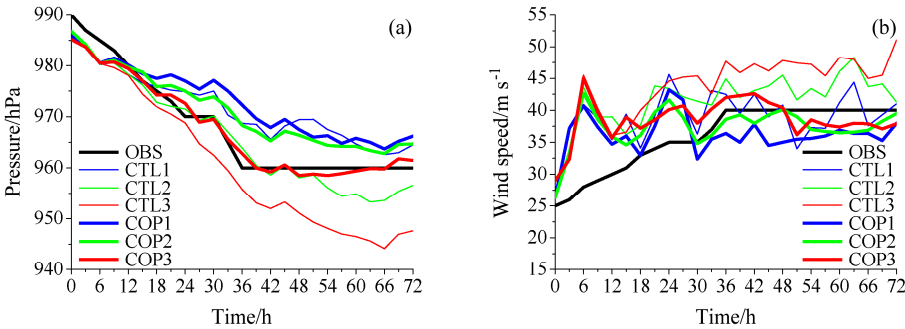 (a)
Pressure/hPa
990
980
970
960
950
940
OBS
CTL1
CTL2
CTL3
COP1
COP2
COP3
0 6 12 18 24 30 36 42 48 54 60 66 72
Time/h
(b)
Wind speed/m s⁻¹
55
50
45
40
35
30
25
20
15
OBS
CTL1
CTL2
CTL3
COP1
COP2
COP3
0 6 12 18 24 30 36 42 48 54 60 66 72
Time/h